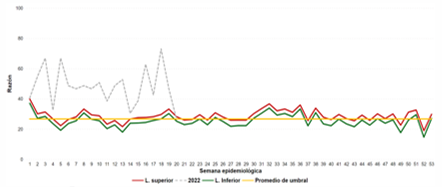 100
80
60
40
20
0
Razón
1 2 3 4 5 6 7 8 9 10 11 12 13 14 15 16 17 18 19 20 21 22 23 24 25 26 27 28 29 30 31 32 33 34 35 36 37 38 39 40 41 42 43 44 45 46 47 48 49 50 51 52 53
Semana epidemiológica
L. superior 2022 L. Inferior Promedio de umbral